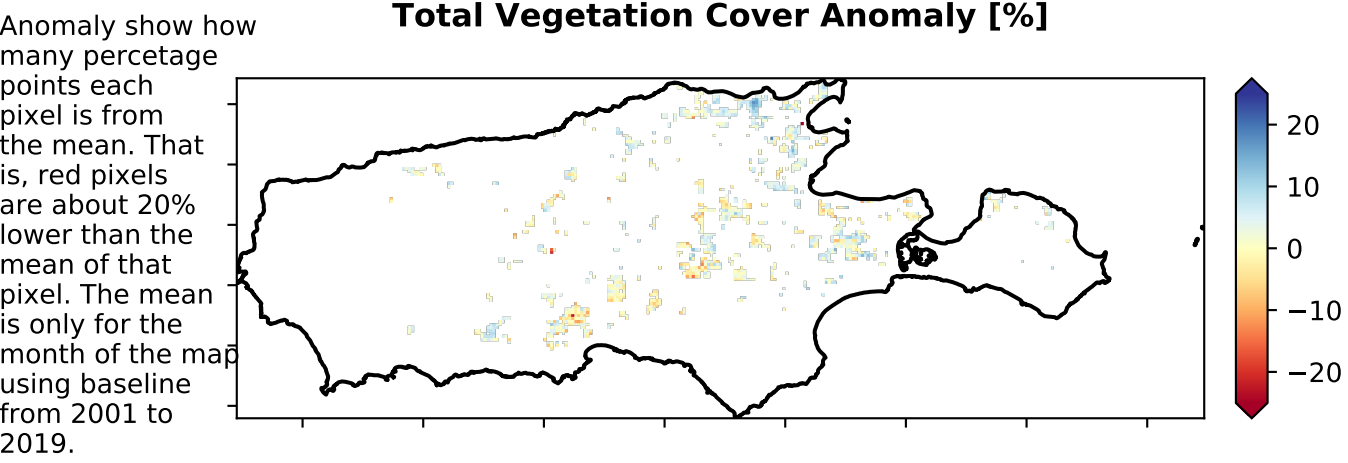 Total Vegetation Cover Anomaly [%]
Anomaly show how
many percetage
points each
pixel is from
the mean. That
is, red pixels
are about 20%
lower than the
mean of that
pixel. The mean
is only for the
month of the map
using baseline
from 2001 to
2019.
20
10
0
−10
−20